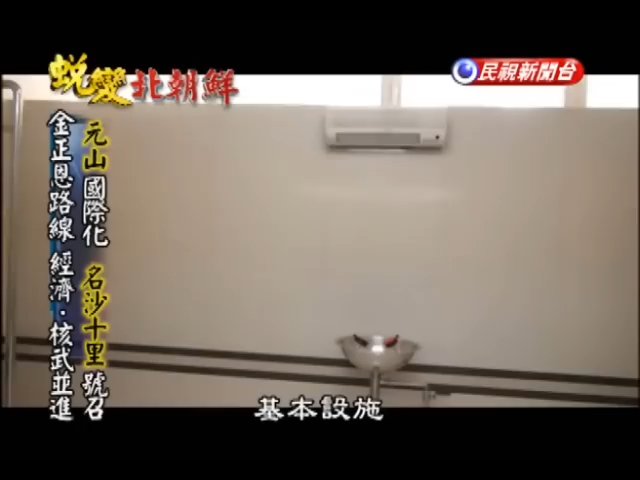 蛻變北朝鮮
民視新聞台
元山國際化 名沙十里號召
金正恩路線 經濟·核武並進
基本設施